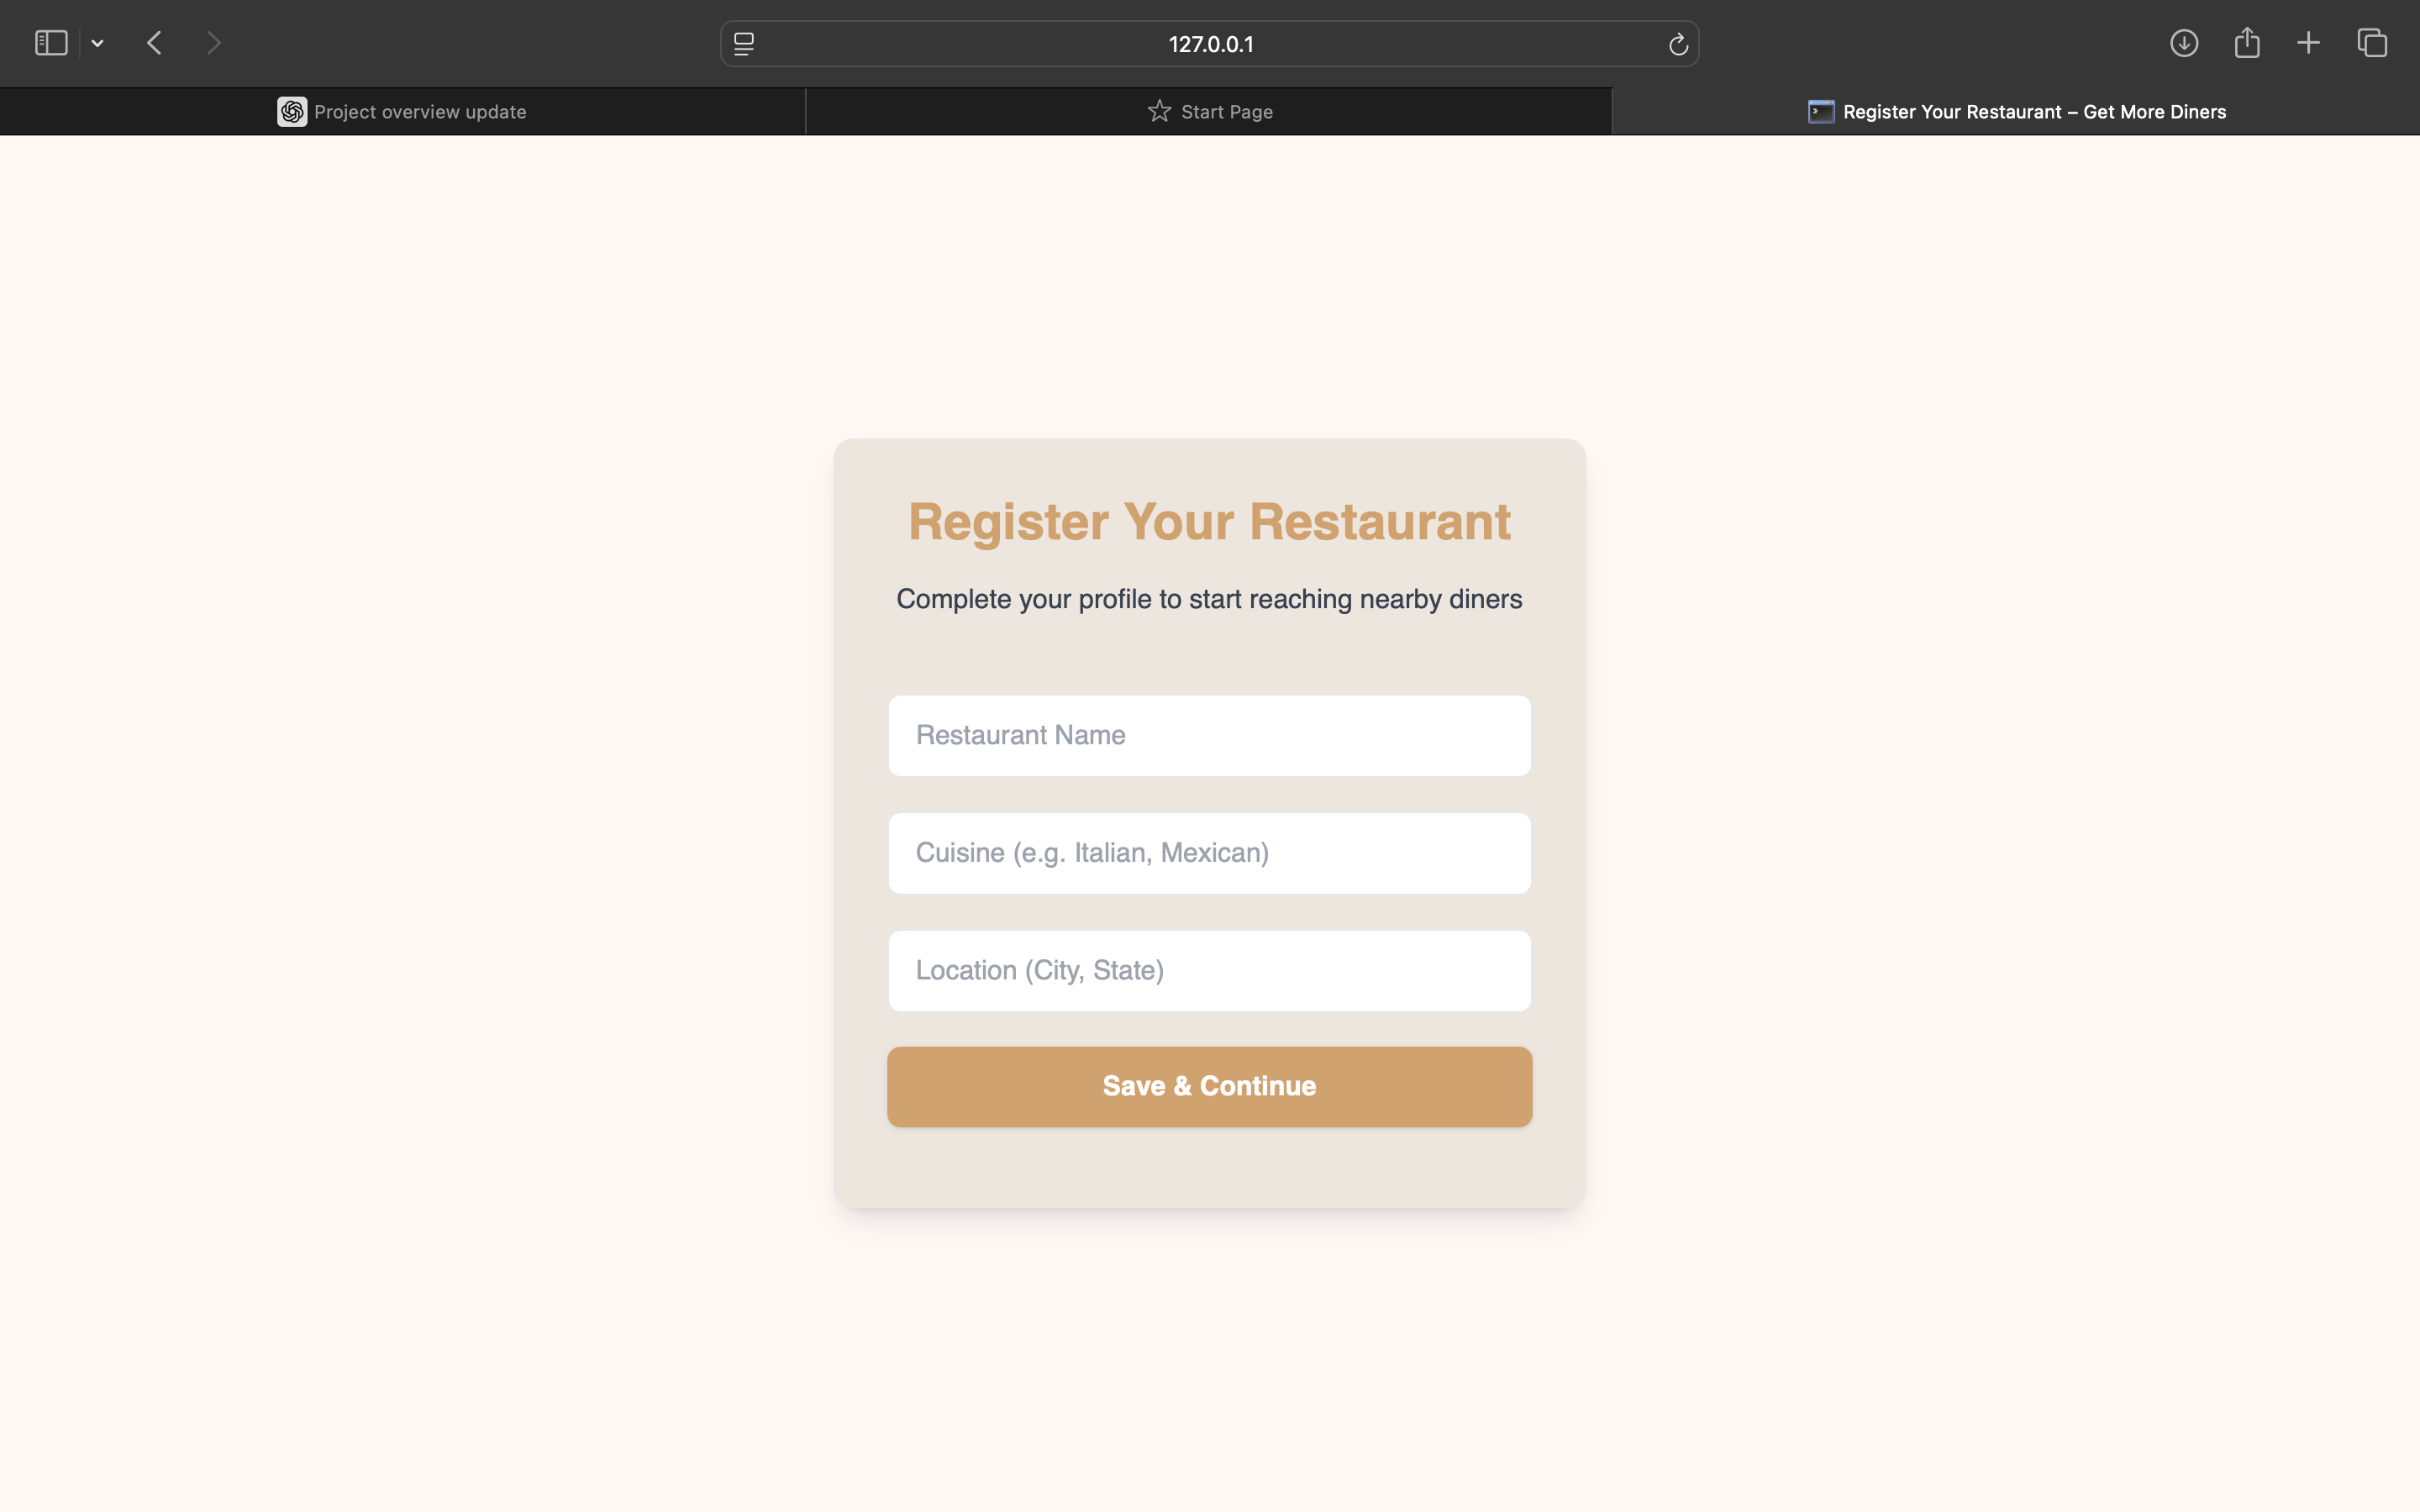 127.0.0.1
Project overview update
Start Page
Register Your Restaurant – Get More Diners
Register Your Restaurant
Complete your profile to start reaching nearby diners
Restaurant Name
Cuisine (e.g. Italian, Mexican)
Location (City, State)
Save & Continue